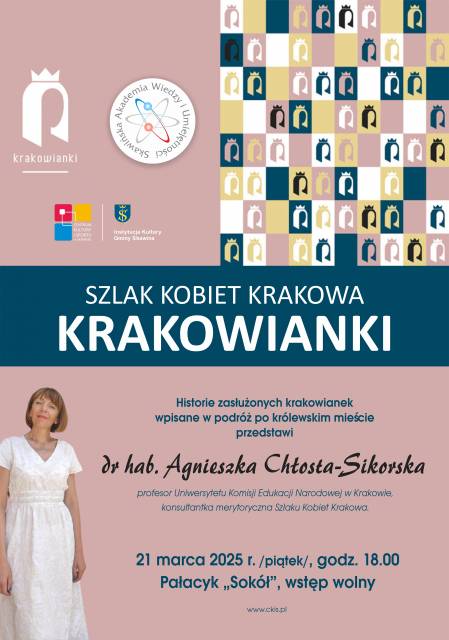 krakowianki
Skawińska Akademia Wiedzy i Umiejętności
Instytucja Kultury
Gminy Skawina
SZLAK KOBIET KRAKOWA
KRAKOWIANKI
Historie zasłużonych krakowianek
wpisane w podróż po królewskim mieście
przedstawi
dr hab. Agnieszka Chłosta-Sikorska
profesor Uniwersytetu Komisji Edukacji Narodowej w Krakowie,
konsultantka merytoryczna Szlaku Kobiet Krakowa.
21 marca 2025 r. /piątek/, godz. 18.00
Pałacyk „Sokół”, wstęp wolny
www.ckis.pl